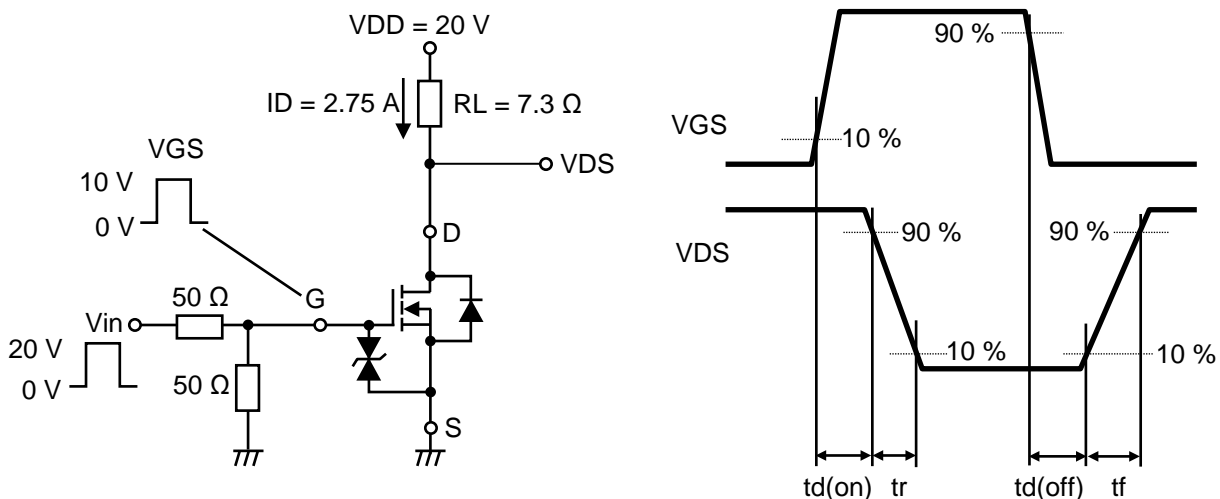 VDD = 20 V
ID = 2.75 A
RL = 7.3 Ω
VGS
10 V
0 V
VDS
D
G
50 Ω
Vin
20 V
0 V
50 Ω
S
90 %
VGS
10 %
VDS
90 %
90 %
10 %
10 %
td(on)
tr
td(off)
tf